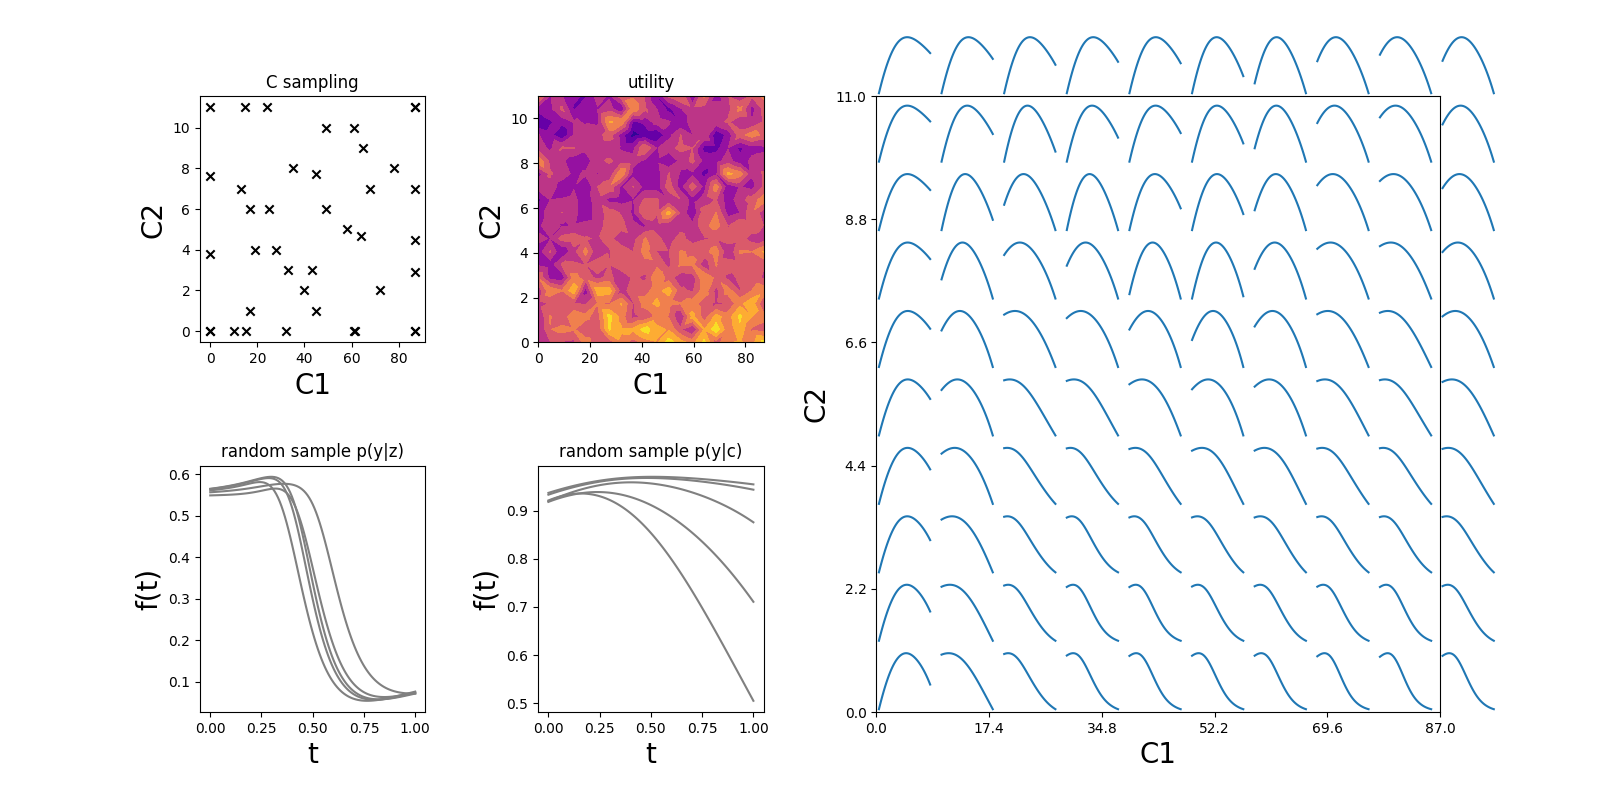 C sampling
10
8
6
4
2
0
0 20 40 60 80
C1
C2
utility
10
8
6
4
2
0
0 20 40 60 80
C1
C2
random sample p(y|z)
0.6
0.5
0.4
0.3
0.2
0.1
0.00 0.25 0.50 0.75 1.00
t
f(t)
random sample p(y|c)
0.9
0.8
0.7
0.6
0.5
0.00 0.25 0.50 0.75 1.00
t
f(t)
11.0
8.8
6.6
4.4
2.2
0.0
0.0 17.4 34.8 52.2 69.6 87.0
C1
C2